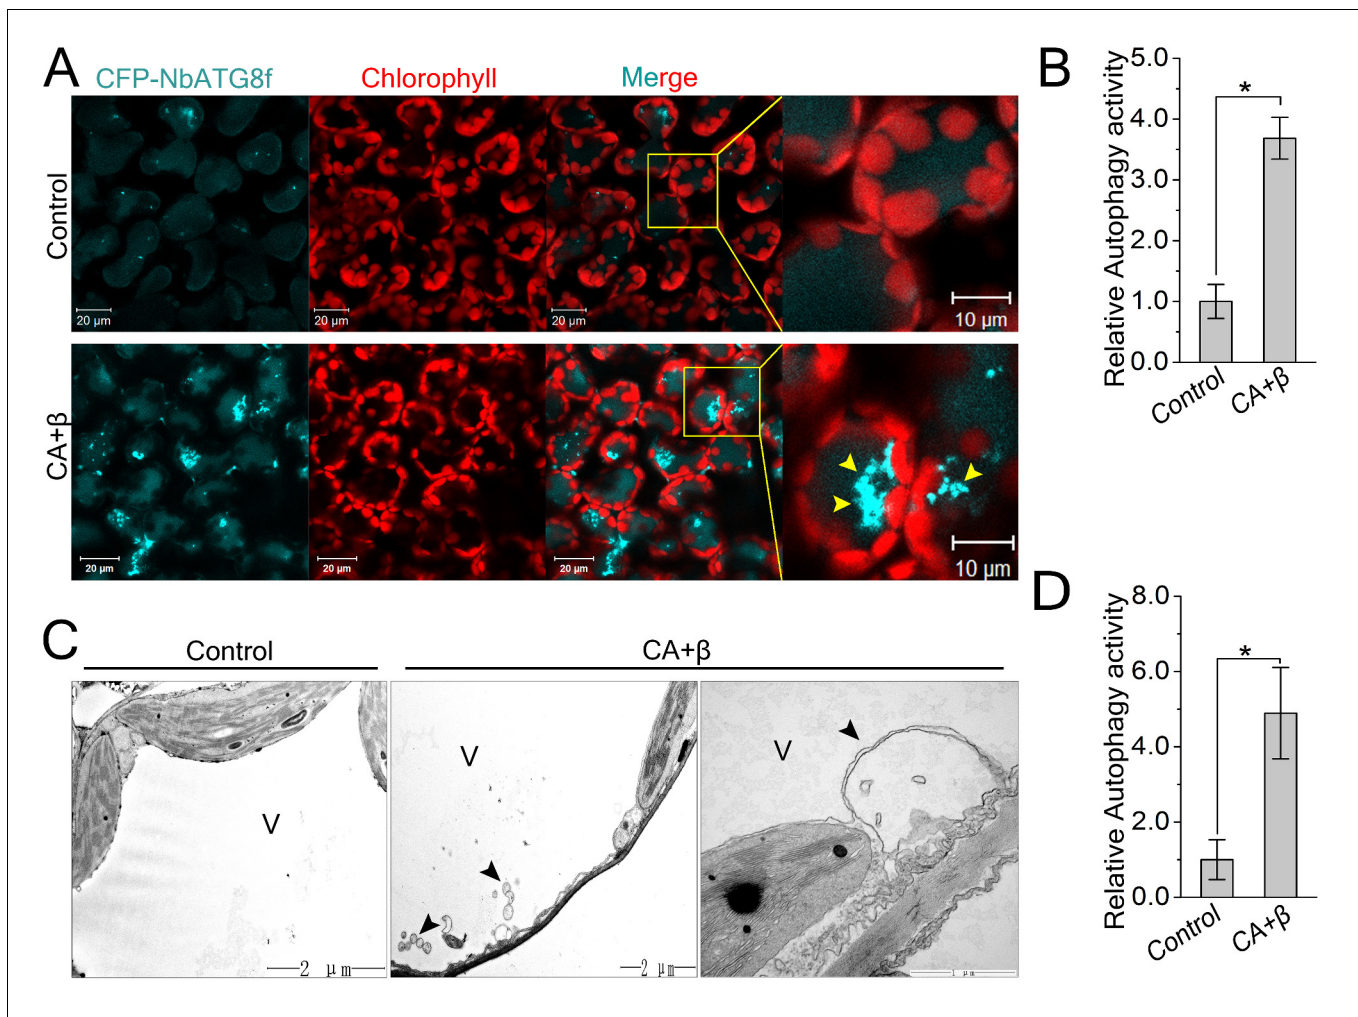 A
CFP-NbATG8f
Chlorophyll
Merge
Control
20 µm
20 µm
20 µm
10 µm
CA+β
20 µm
20 µm
20 µm
10 µm
B
Relative Autophagy activity
5.0
4.0
3.0
2.0
1.0
0.0
*
Control
CA+β
C
Control
CA+β
V
2 µm
V
2 µm
V
1 µm
D
Relative Autophagy activity
8.0
6.0
4.0
2.0
0.0
*
Control
CA+β